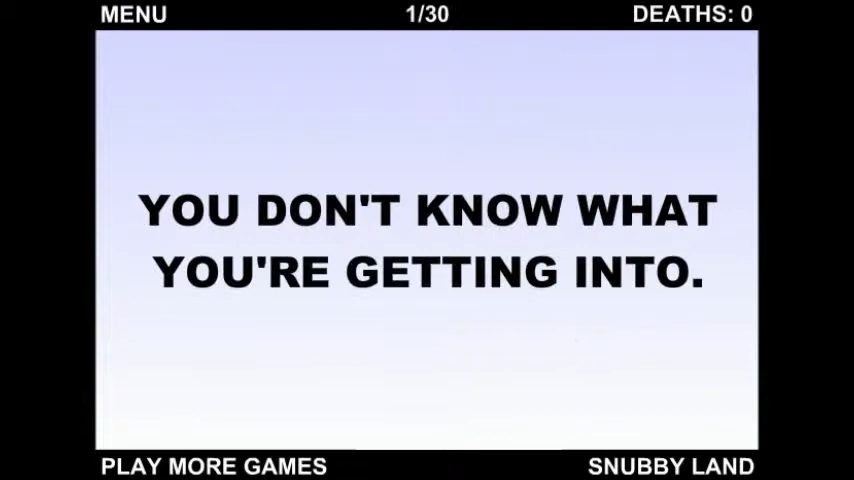 MENU 1/30 DEATHS: 0
YOU DON'T KNOW WHAT
YOU'RE GETTING INTO.
PLAY MORE GAMES SNUBBY LAND